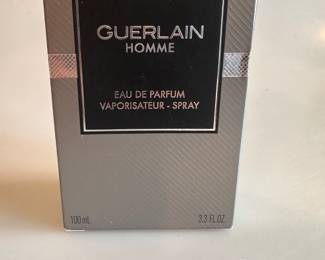 GUERLAIN
HOMME
EAU DE PARFUM
VAPORISATEUR - SPRAY
100 mL 3.3 FL.OZ.